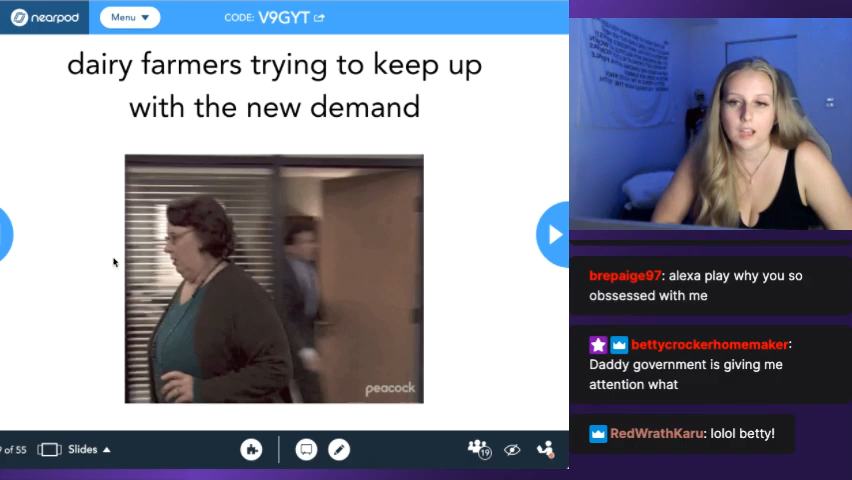 nearpod
Menu
CODE: V9GYT
dairy farmers trying to keep up
with the new demand
peacock
of 55
Slides
19
brepaige97: alexa play why you so
obssessed with me
bettycrockerhomemaker:
Daddy government is giving me
attention what
RedWrathKaru: lolol betty!